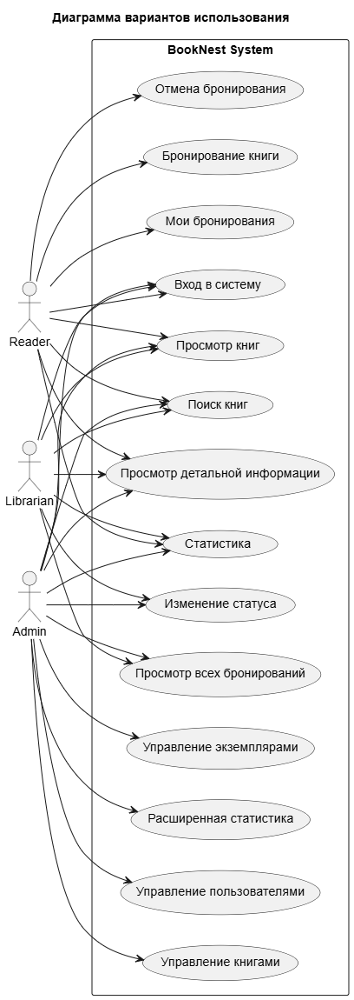 Диаграмма вариантов использования
BookNest System
Отмена бронирования
Бронирование книги
Мои бронирования
Вход в систему
Reader
Просмотр книг
Поиск книг
Просмотр детальной информации
Librarian
Статистика
Изменение статуса
Admin
Просмотр всех бронирований
Управление экземплярами
Расширенная статистика
Управление пользователями
Управление книгами